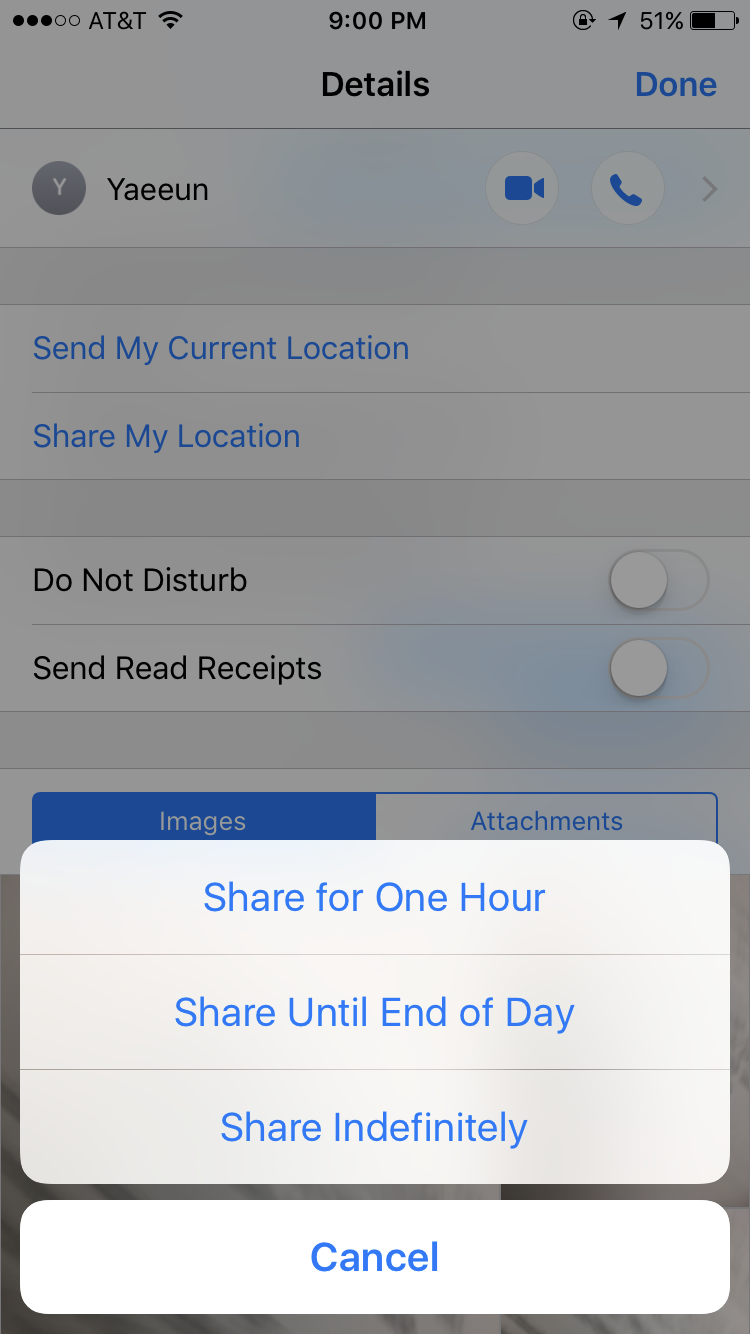 AT&T 9:00 PM 51%
Details Done
Y Yaeeun
Send My Current Location
Share My Location
Do Not Disturb
Send Read Receipts
Images Attachments
Share for One Hour
Share Until End of Day
Share Indefinitely
Cancel